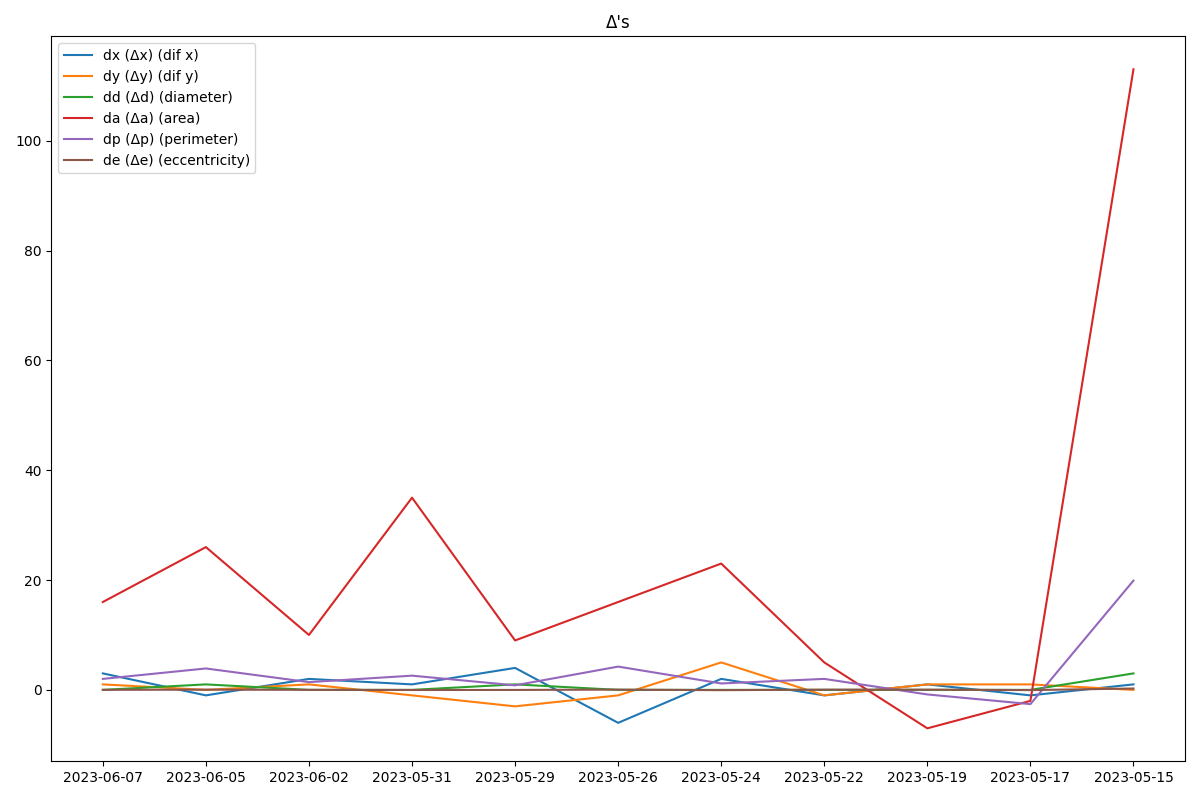 Δ's
dx (Δx) (dif x)
dy (Δy) (dif y)
dd (Δd) (diameter)
da (Δa) (area)
dp (Δp) (perimeter)
de (Δe) (eccentricity)
100
80
60
40
20
0
2023-06-07 2023-06-05 2023-06-02 2023-05-31 2023-05-29 2023-05-26 2023-05-24 2023-05-22 2023-05-19 2023-05-17 2023-05-15